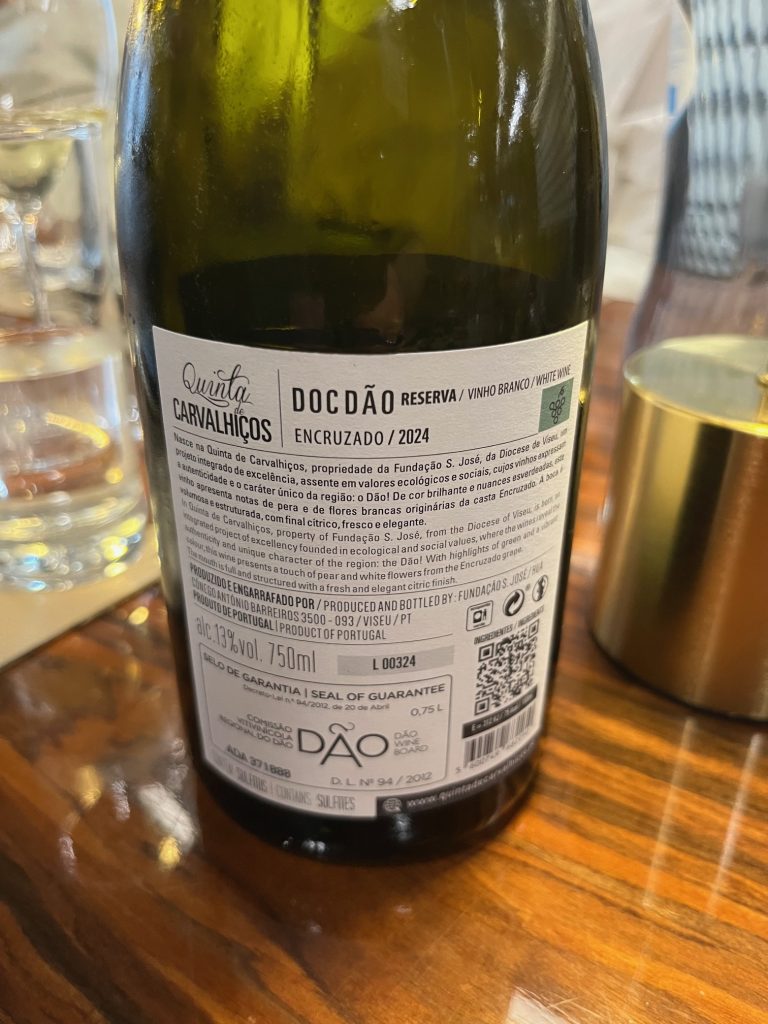 Quinta de
CARVALHIÇOS
DOC DÃO RESERVA / VINHO BRANCO / WHITE WINE
ENCRUZADO / 2024
Nasce na Quinta de Carvalhiços, propriedade da Fundação S. José, da Diocese de Viseu, um
projeto integrado de excelência, assente em valores ecológicos e sociais, cujos vinhos expressam
a autenticidade e o caráter único da região: o Dão! De cor brilhante e nuances esverdeadas, este
vinho apresenta notas de pera e de flores brancas originárias da casta Encruzado. A boca, é
volumosa e estruturada, com final cítrico, fresco e elegante.
In Quinta de Carvalhiços, property of Fundação S. José, from the Diocese of Viseu, is born, an
integrated project of excellency founded in ecological and social values, where the wines reveal the
authenticity and unique character of the region: the Dão! With highlights of green and a vibrant
colour, this wine presents a touch of pear and white flowers from the Encruzado grape.
The mouth is full and structured with a fresh and elegant citric finish.
PRODUZIDO E ENGARRAFADO POR / PRODUCED AND BOTTLED BY: FUNDAÇÃO S. JOSÉ / RUA
CÓNEGO ANTÓNIO BARREIROS 3500 - 093 / VISEU / PT
PRODUTO DE PORTUGAL | PRODUCT OF PORTUGAL
alc.13%vol. 750ml
L 00324
INGREDIENTES / INGREDIENTS
SELO DE GARANTIA | SEAL OF GUARANTEE
Decreto-Lei n.º 94/2012, de 20 de Abril
0,75 L
COMISSÃO
VITIVINÍCOLA
REGIONAL DO DÃO
DÃO
DÃO
WINE
BOARD
ADA 371888
D. L. Nº 94 / 2012
CONTÉM SULFITOS | CONTAINS SULFITES